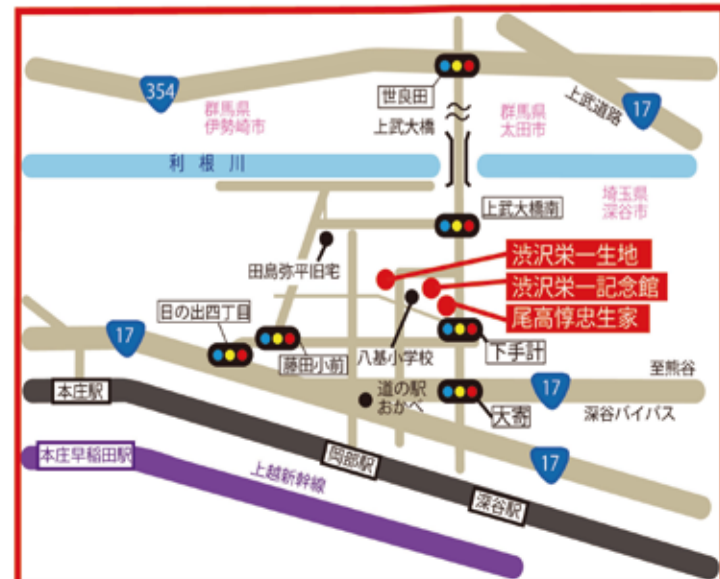 354
世良田
上武道路
17
群馬県
伊勢崎市
上武大橋
群馬県
太田市
利根川
埼玉県
深谷市
上武大橋南
田島弥平旧宅
渋沢栄一生地
渋沢栄一記念館
尾高惇忠生家
日の出四丁目
17
藤田小前
八基小学校
下手計
本庄駅
道の駅
おかべ
大寄
17
至熊谷
深谷バイパス
本庄早稲田駅
上越新幹線
岡部駅
17
深谷駅